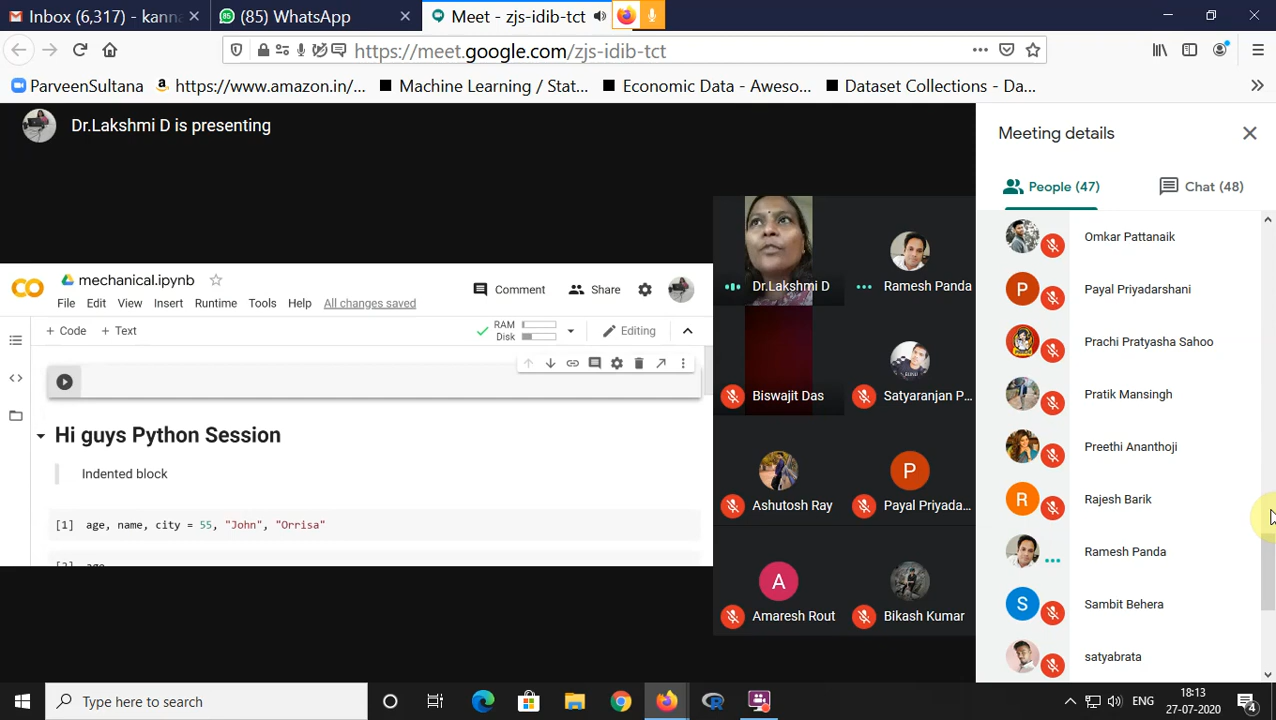 Inbox (6,317) - kanna
(85) WhatsApp
Meet - zjs-idib-tct
https://meet.google.com/zjs-idib-tct
ParveenSultana
https://www.amazon.in/...
Machine Learning / Stat...
Economic Data - Aweso...
Dataset Collections - Da...
Dr.Lakshmi D is presenting
Meeting details
People (47)
Chat (48)
mechanical.ipynb
Comment
Share
File Edit View Insert Runtime Tools Help All changes saved
+ Code + Text
RAM
Disk
Editing
Hi guys Python Session
Indented block
[1] age, name, city = 55, "John", "Orrisa"
Dr.Lakshmi D
Ramesh Panda
Biswajit Das
Satyaranjan P...
Ashutosh Ray
P
Payal Priyada...
A
Amaresh Rout
Bikash Kumar
Omkar Pattanaik
P
Payal Priyadarshani
PRACHI
Prachi Pratyasha Sahoo
Pratik Mansingh
Preethi Ananthoji
R
Rajesh Barik
Ramesh Panda
S
Sambit Behera
satyabrata
Type here to search
R
ENG
18:13
27-07-2020
4